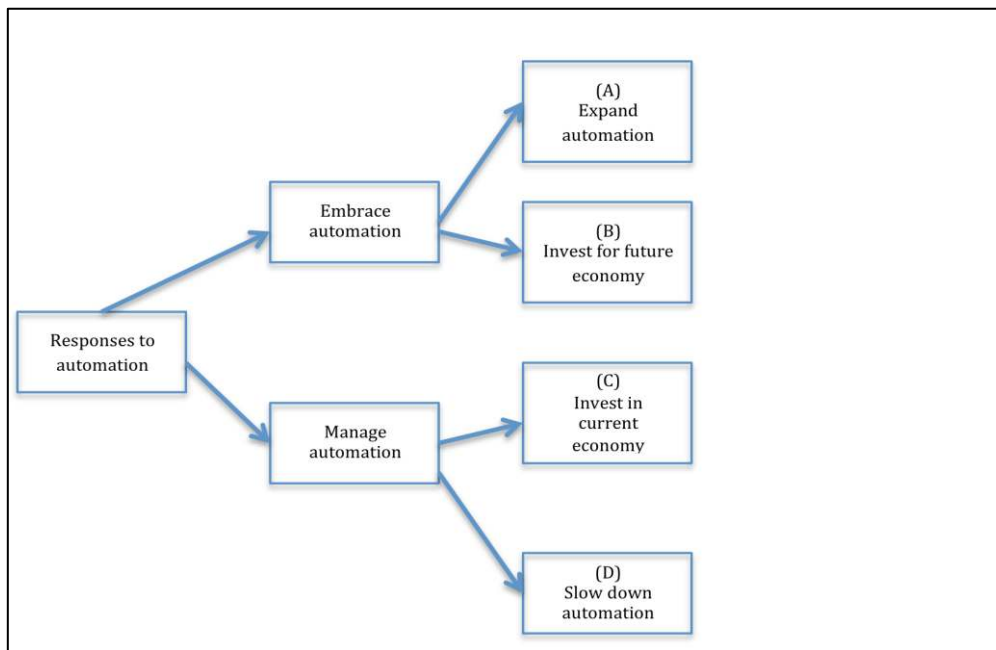 (A)
Expand
automation
Embrace
automation
(B)
Invest for future
economy
Responses to
automation
(C)
Invest in
current
economy
Manage
automation
(D)
Slow down
automation